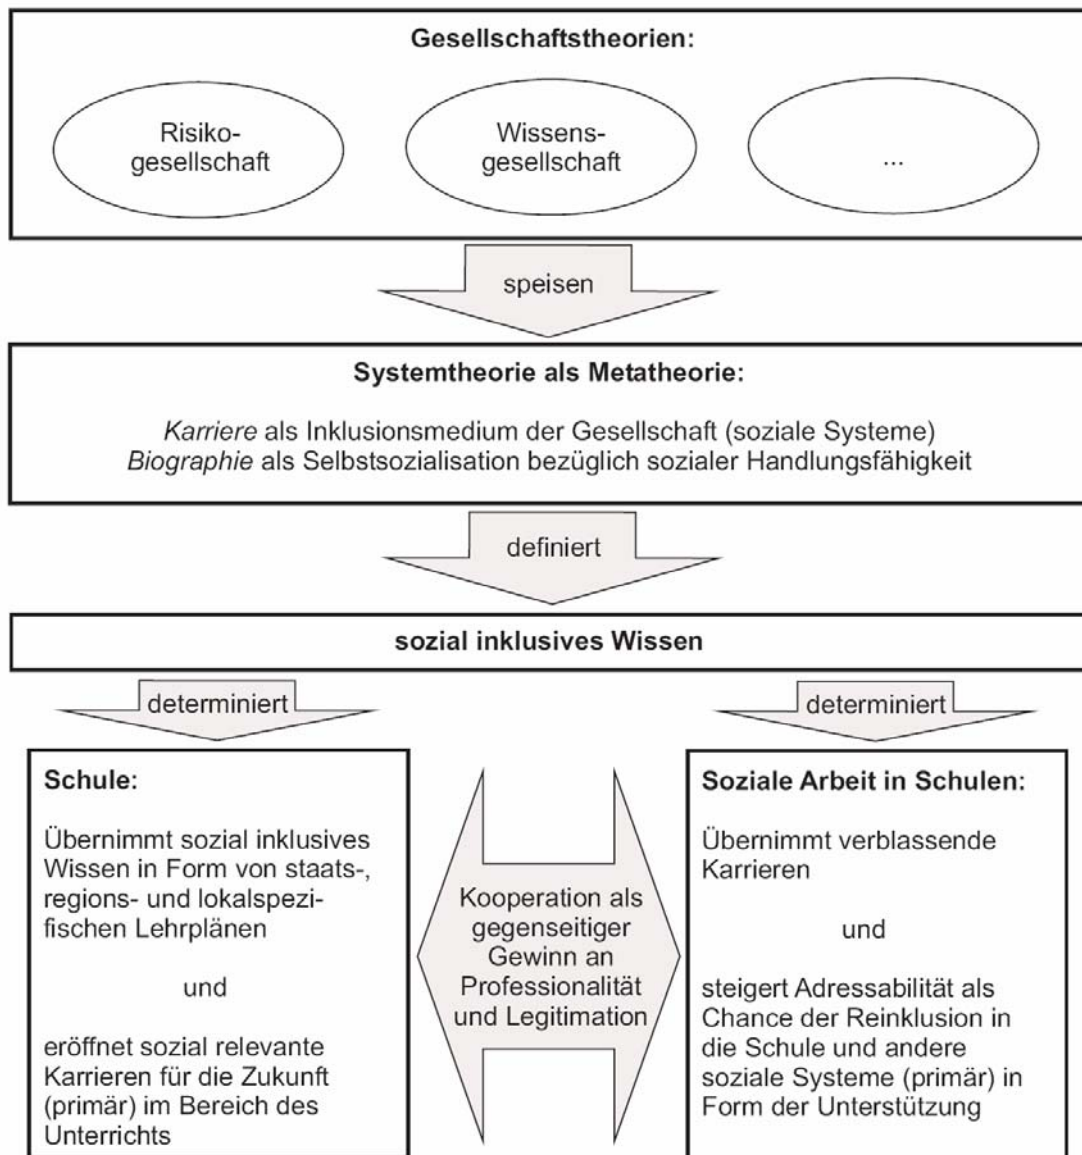 Gesellschaftstheorien:
Risiko-
gesellschaft
Wissens-
gesellschaft
...
speisen
Systemtheorie als Metatheorie:
Karriere als Inklusionsmedium der Gesellschaft (soziale Systeme)
Biographie als Selbstsozialisation bezüglich sozialer Handlungsfähigkeit
definiert
sozial inklusives Wissen
determiniert
determiniert
Schule:
Übernimmt sozial inklusives
Wissen in Form von staats-,
regions- und lokalspezi-
fischen Lehrplänen
und
eröffnet sozial relevante
Karrieren für die Zukunft
(primär) im Bereich des
Unterrichts
Kooperation als
gegenseitiger
Gewinn an
Professionalität
und Legitimation
Soziale Arbeit in Schulen:
Übernimmt verblassende
Karrieren
und
steigert Adressabilität als
Chance der Reinklusion in
die Schule und andere
soziale Systeme (primär) in
Form der Unterstützung